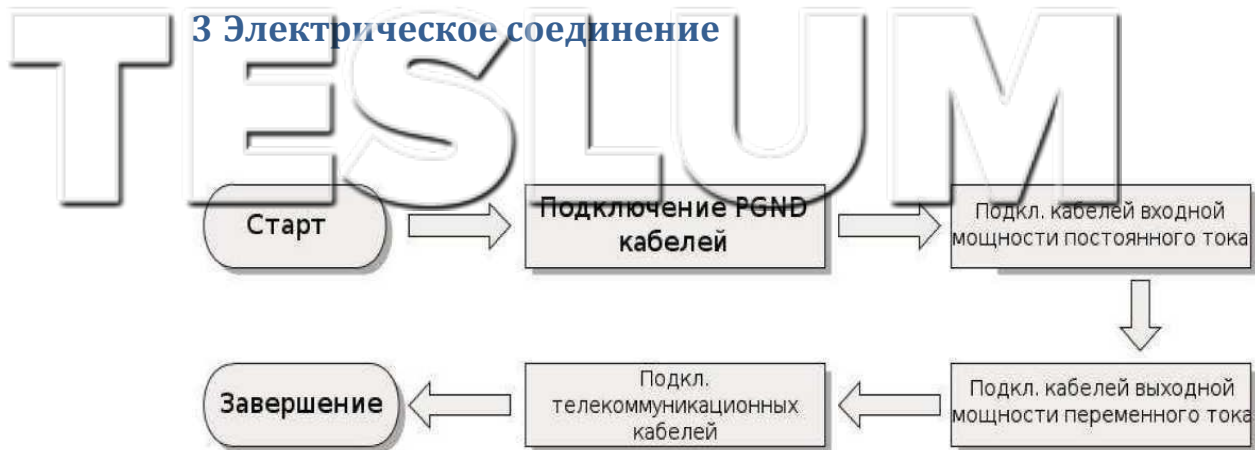 3 Электрическое соединение
TESLUM
Старт
Подключение PGND
кабелей
Подкл. кабелей входной
мощности постоянного тока
Подкл. кабелей выходной
мощности переменного тока
Подкл.
телекоммуникационных
кабелей
Завершение